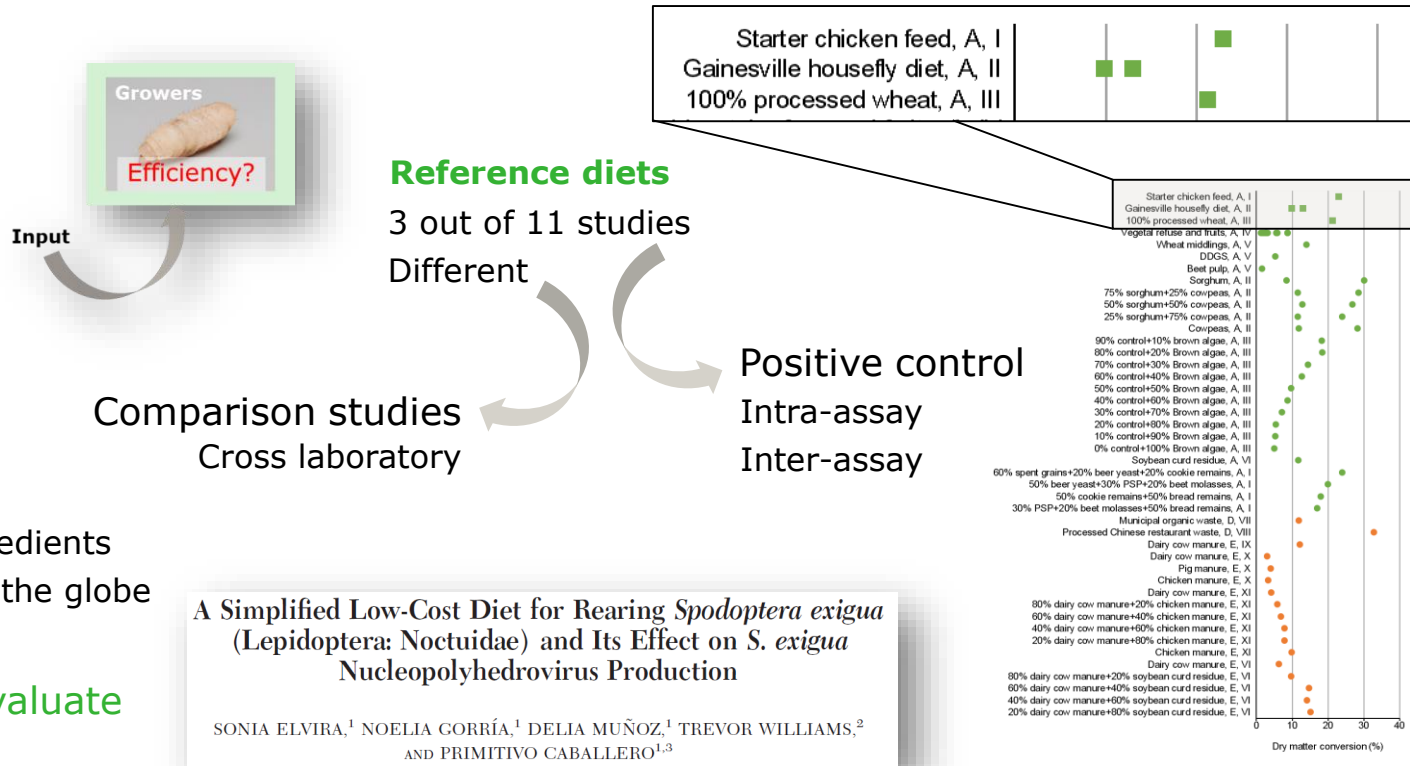 Starter chicken feed, A, I
Gainesville housefly diet, A, II
100% processed wheat, A, III
Growers
Efficiency?
Input
Reference diets
3 out of 11 studies
Different
Comparison studies
Cross laboratory
Positive control
Intra-assay
Inter-assay
edients
the globe
valuate
A Simplified Low-Cost Diet for Rearing Spodoptera exigua
(Lepidoptera: Noctuidae) and Its Effect on S. exigua
Nucleopolyhedrovirus Production
SONIA ELVIRA,¹ NOELIA GORRÍA,¹ DELIA MUÑOZ,¹ TREVOR WILLIAMS,²
AND PRIMITIVO CABALLERO¹,³
Starter chicken feed, A, I
Gainesville housefly diet, A, II
100% processed wheat, A, III
Vegetal refuse and fruits, A, IV
Wheat middlings, A, V
DDGS, A, V
Beet pulp, A, V
Sorghum, A, II
75% sorghum+25% cowpeas, A, II
50% sorghum+50% cowpeas, A, II
25% sorghum+75% cowpeas, A, II
Cowpeas, A, II
90% control+10% brown algae, A, III
80% control+20% Brown algae, A, III
70% control+30% Brown algae, A, III
60% control+40% Brown algae, A, III
50% control+50% Brown algae, A, III
40% control+60% Brown algae, A, III
30% control+70% Brown algae, A, III
20% control+80% Brown algae, A, III
10% control+90% Brown algae, A, III
0% control+100% Brown algae, A, III
Soybean curd residue, A, VI
60% spent grains+20% beer yeast+20% cookie remains, A, I
50% beer yeast+30% PSP+20% beet molasses, A, I
50% cookie remains+50% bread remains, A, I
30% PSP+20% beet molasses+50% bread remains, A, I
Municipal organic waste, D, VII
Processed Chinese restaurant waste, D, VIII
Dairy cow manure, E, IX
Dairy cow manure, E, X
Pig manure, E, X
Chicken manure, E, X
Dairy cow manure, E, XI
80% dairy cow manure+20% chicken manure, E, XI
60% dairy cow manure+40% chicken manure, E, XI
40% dairy cow manure+60% chicken manure, E, XI
20% dairy cow manure+80% chicken manure, E, XI
Chicken manure, E, XI
Dairy cow manure, E, VI
80% dairy cow manure+20% soybean curd residue, E, VI
60% dairy cow manure+40% soybean curd residue, E, VI
40% dairy cow manure+60% soybean curd residue, E, VI
20% dairy cow manure+80% soybean curd residue, E, VI
0 10 20 30 40
Dry matter conversion (%)